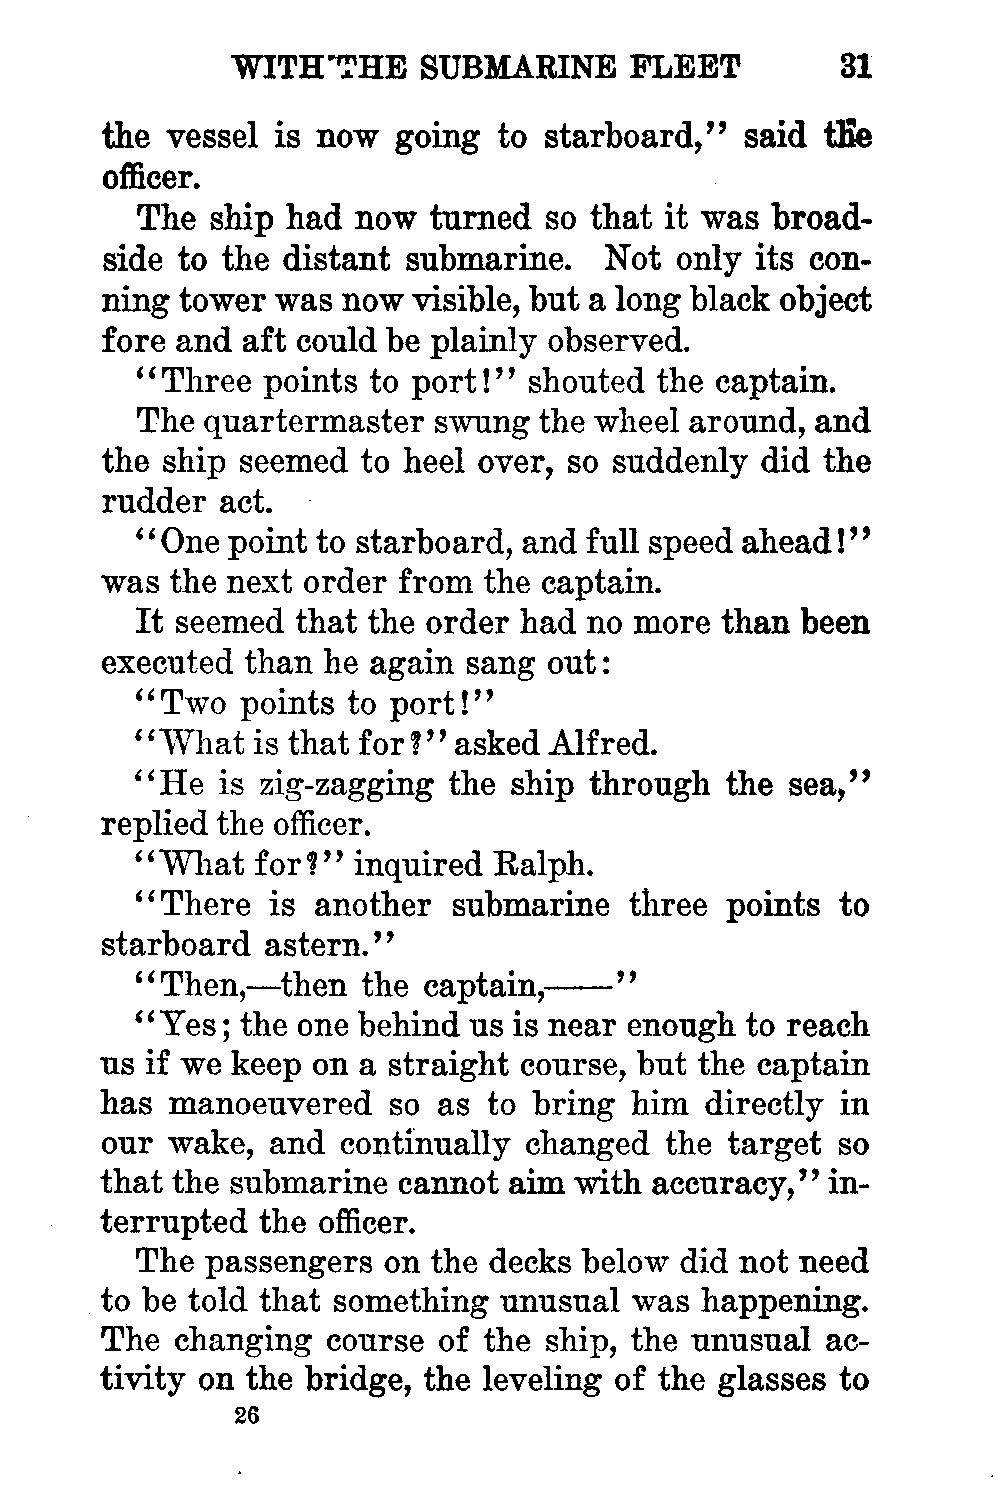 WITH THE SUBMARINE FLEET 31
the vessel is now going to starboard,” said the
officer.
The ship had now turned so that it was broad-
side to the distant submarine. Not only its con-
ning tower was now visible, but a long black object
fore and aft could be plainly observed.
“Three points to port!” shouted the captain.
The quartermaster swung the wheel around, and
the ship seemed to heel over, so suddenly did the
rudder act.
“One point to starboard, and full speed ahead!”
was the next order from the captain.
It seemed that the order had no more than been
executed than he again sang out:
“Two points to port!”
“What is that for?” asked Alfred.
“He is zig-zagging the ship through the sea,”
replied the officer.
“What for?” inquired Ralph.
“There is another submarine three points to
starboard astern.”
“Then,—then the captain,——”
“Yes; the one behind us is near enough to reach
us if we keep on a straight course, but the captain
has manoeuvered so as to bring him directly in
our wake, and continually changed the target so
that the submarine cannot aim with accuracy,” in-
terrupted the officer.
The passengers on the decks below did not need
to be told that something unusual was happening.
The changing course of the ship, the unusual ac-
tivity on the bridge, the leveling of the glasses to
26